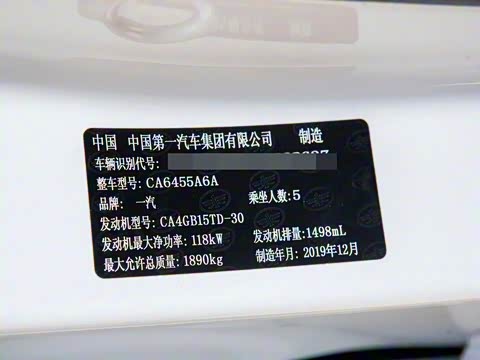 中国 中国第一汽车集团有限公司 制造
车辆识别代号:
整车型号: CA6455A6A
品牌: 一汽 乘坐人数: 5
发动机型号: CA4GB15TD-30
发动机最大净功率: 118kW 发动机排量: 1498mL
最大允许总质量: 1890kg 制造年月: 2019年12月